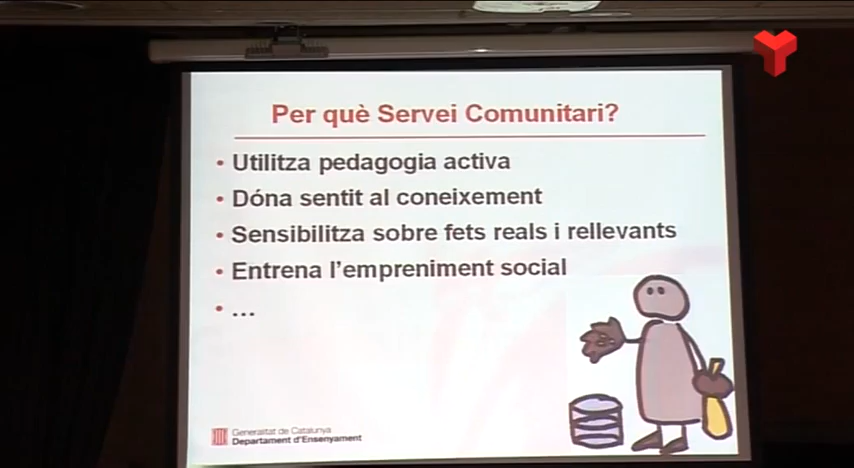 Per què Servei Comunitari?
• Utilitza pedagogia activa
• Dóna sentit al coneixement
• Sensibilitza sobre fets reals i rellevants
• Entrena l'empreniment social
• ...
Generalitat de Catalunya
Departament d'Ensenyament